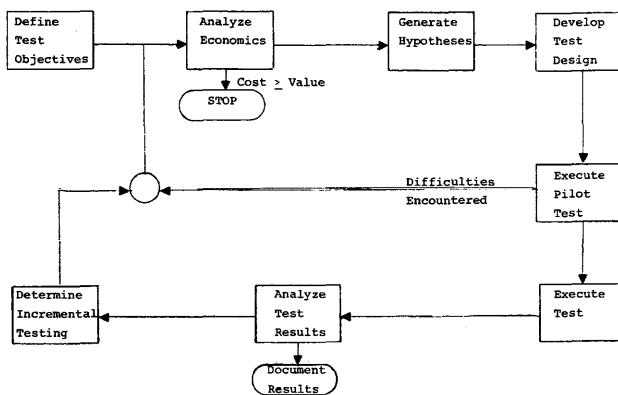 Define
Test
Objectives
Analyze
Economics
Generate
Hypotheses
Develop
Test
Design
Cost ≥ Value
STOP
Difficulties
Encountered
Execute
Pilot
Test
Determine
Incremental
Testing
Analyze
Test
Results
Execute
Test
Document
Results